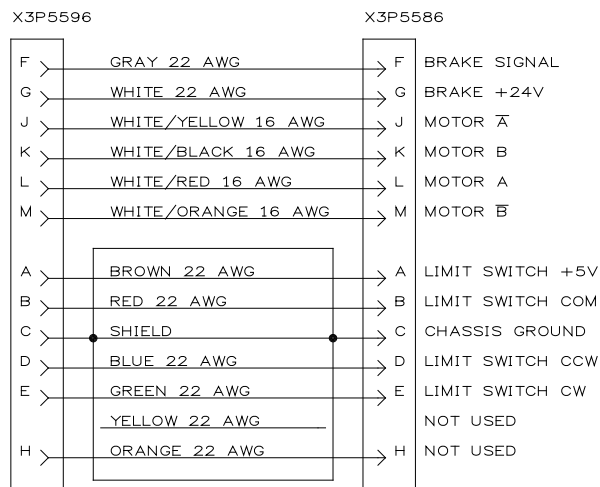 X3P5596 X3P5586
F GRAY 22 AWG F BRAKE SIGNAL
G WHITE 22 AWG G BRAKE +24V
J WHITE/YELLOW 16 AWG J MOTOR A̅
K WHITE/BLACK 16 AWG K MOTOR B
L WHITE/RED 16 AWG L MOTOR A
M WHITE/ORANGE 16 AWG M MOTOR B̅
A BROWN 22 AWG A LIMIT SWITCH +5V
B RED 22 AWG B LIMIT SWITCH COM
C SHIELD C CHASSIS GROUND
D BLUE 22 AWG D LIMIT SWITCH CCW
E GREEN 22 AWG E LIMIT SWITCH CW
YELLOW 22 AWG NOT USED
H ORANGE 22 AWG H NOT USED